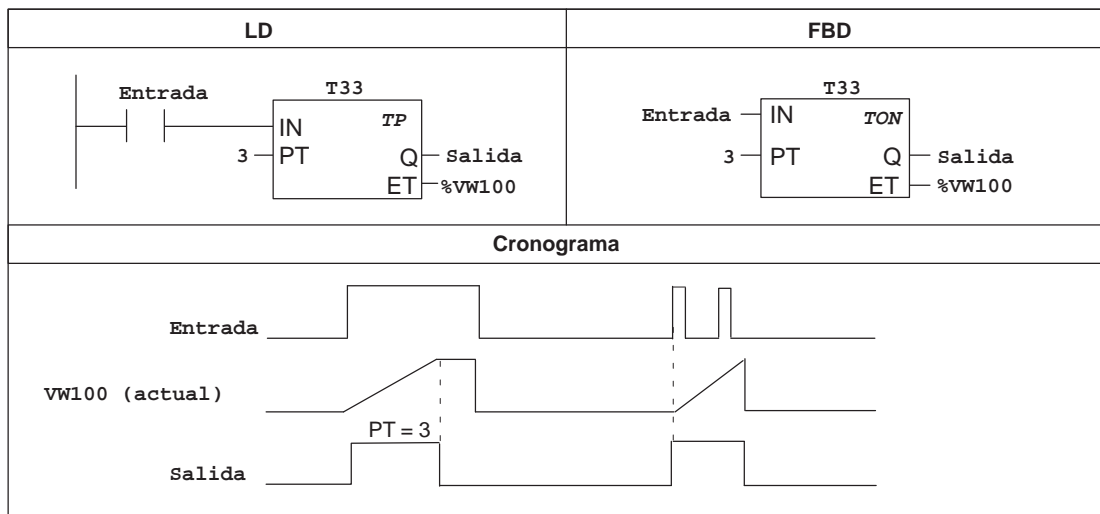 LD
FBD
Entrada
T33
IN
TP
3
PT
Q
Salida
ET
%VW100
T33
Entrada
IN
TON
3
PT
Q
Salida
ET
%VW100
Cronograma
Entrada
VW100 (actual)
PT = 3
Salida